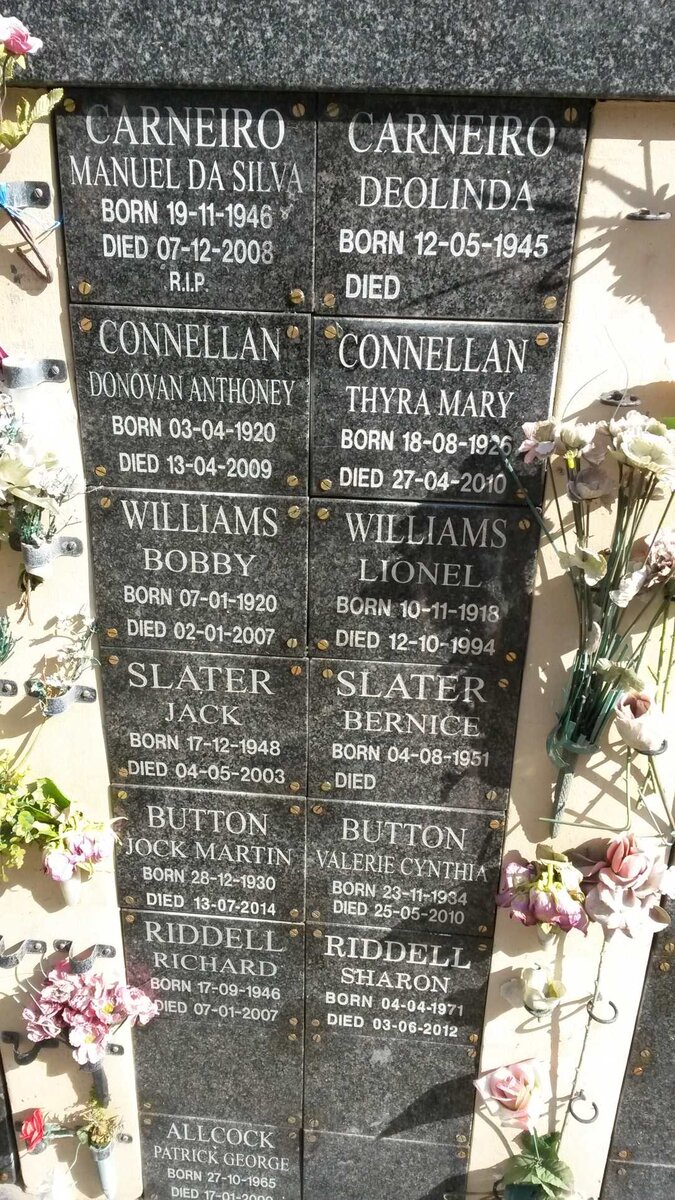 CARNEIRO
MANUEL DA SILVA
BORN 19-11-1946
DIED 07-12-2008
R.I.P.
CARNEIRO
DEOLINDA
BORN 12-05-1945
DIED
CONNELLAN
DONOVAN ANTHONEY
BORN 03-04-1920
DIED 13-04-2009
CONNELLAN
THYRA MARY
BORN 18-08-1926
DIED 27-04-2010
WILLIAMS
BOBBY
BORN 07-01-1920
DIED 02-01-2007
WILLIAMS
LIONEL
BORN 10-11-1918
DIED 12-10-1994
SLATER
JACK
BORN 17-12-1948
DIED 04-05-2003
SLATER
BERNICE
BORN 04-08-1951
DIED
BUTTON
JOCK MARTIN
BORN 28-12-1930
DIED 13-07-2014
BUTTON
VALERIE CYNTHIA
BORN 23-11-1934
DIED 25-05-2010
RIDDELL
RICHARD
BORN 17-09-1946
DIED 07-01-2007
RIDDELL
SHARON
BORN 04-04-1971
DIED 03-06-2012
ALLCOCK
PATRICK GEORGE
BORN 27-10-1965
DIED